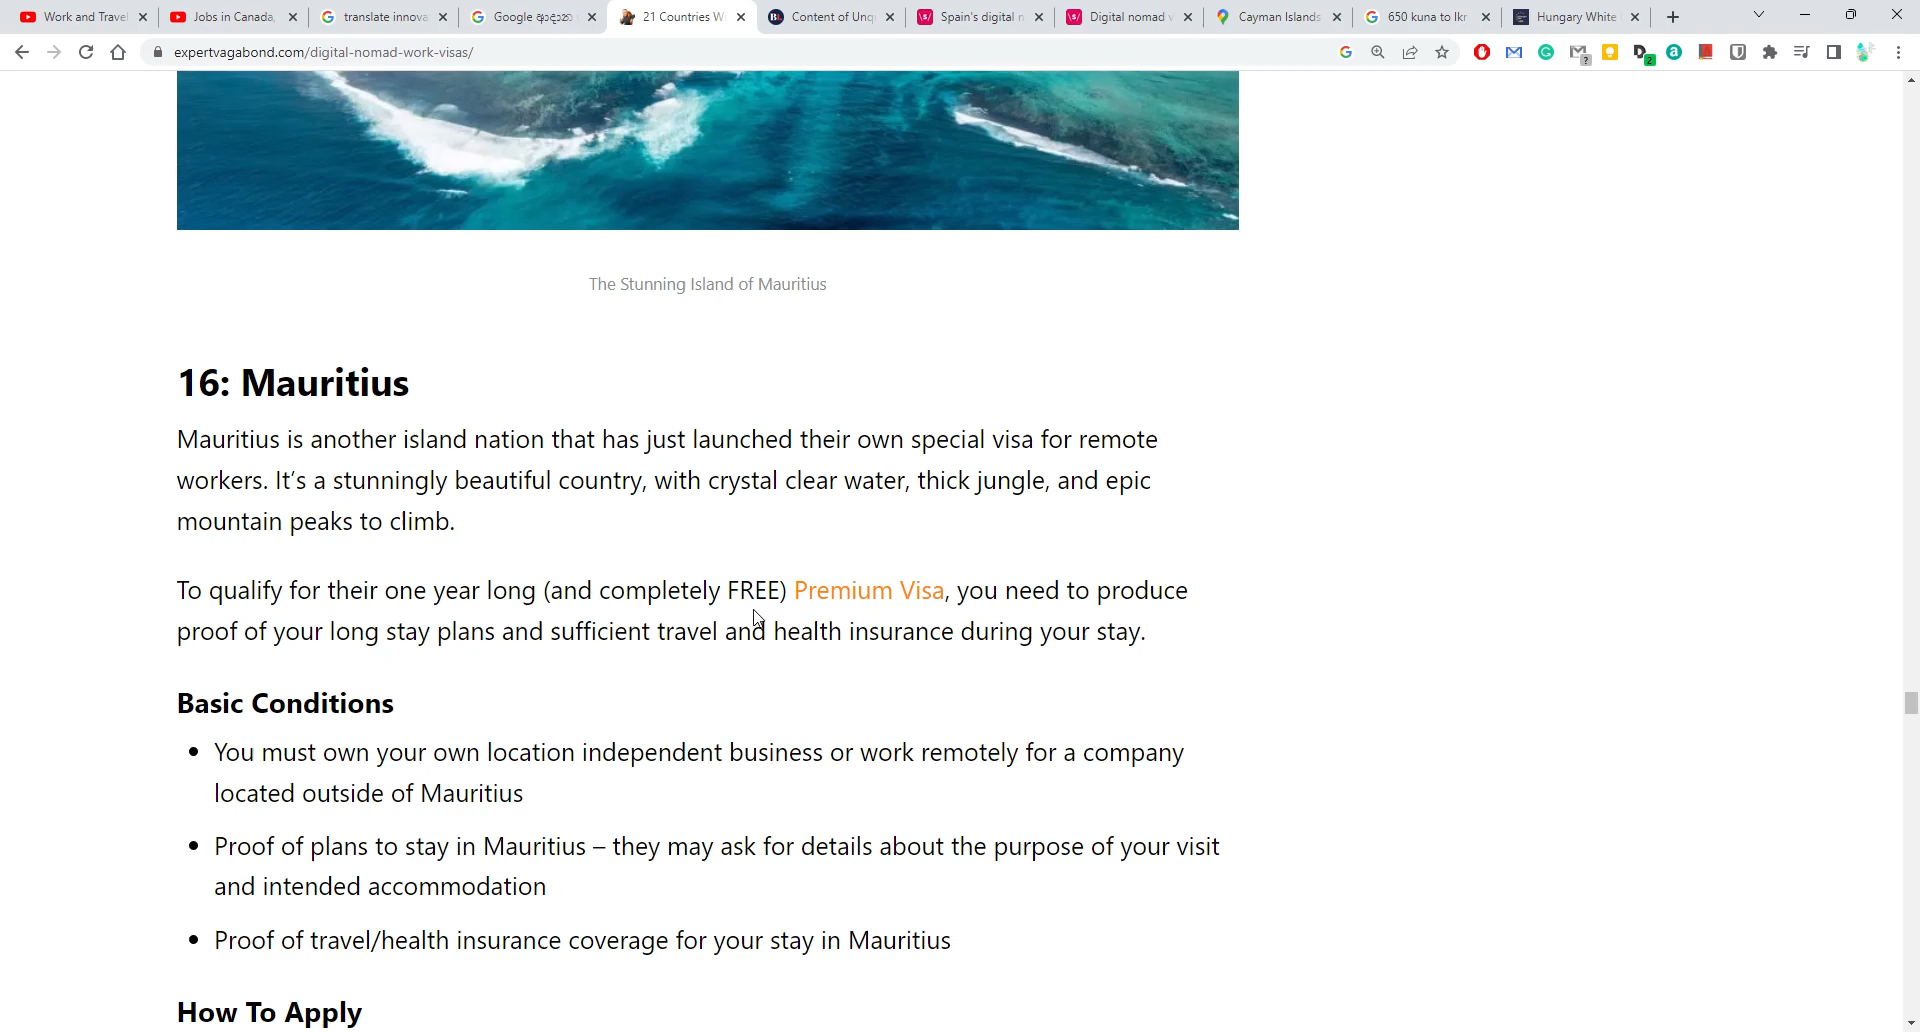 Work and Trave
Jobs in Canada,
translate innova
Google
21 Countries W
Content of Unq
Spain's digital n
Digital nomad v
Cayman Islands
650 kuna to lkr
Hungary White
expertvagabond.com/digital-nomad-work-visas/
The Stunning Island of Mauritius
16: Mauritius
Mauritius is another island nation that has just launched their own special visa for remote
workers. It’s a stunningly beautiful country, with crystal clear water, thick jungle, and epic
mountain peaks to climb.
To qualify for their one year long (and completely FREE) Premium Visa, you need to produce
proof of your long stay plans and sufficient travel and health insurance during your stay.
Basic Conditions
• You must own your own location independent business or work remotely for a company
located outside of Mauritius
• Proof of plans to stay in Mauritius – they may ask for details about the purpose of your visit
and intended accommodation
• Proof of travel/health insurance coverage for your stay in Mauritius
How To Apply